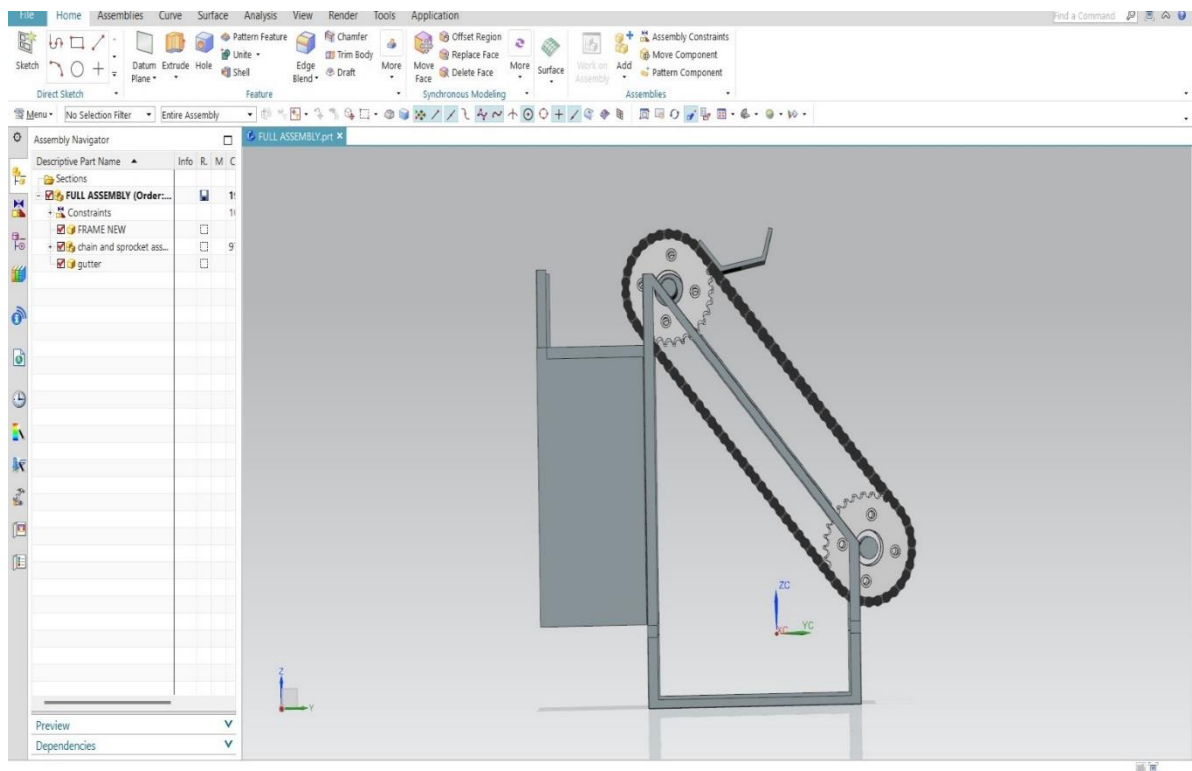 File Home Assemblies Curve Surface Analysis View Render Tools Application Find a Command
Pattern Feature Chamfer Offset Region Assembly Constraints
Unite Trim Body Replace Face Move Component
Sketch Datum Plane Extrude Hole Shell Edge Blend Draft More Move Face Delete Face More Surface Work on Assembly Add Pattern Component
Direct Sketch Feature Synchronous Modeling Assemblies
Menu No Selection Filter Entire Assembly
Assembly Navigator FULL ASSEMBLY.prt
Descriptive Part Name Info R. M C
Sections
FULL ASSEMBLY (Order:...
Constraints
FRAME NEW
chain and sprocket ass...
gutter
ZC
XC YC
Z
Y
Preview
Dependencies